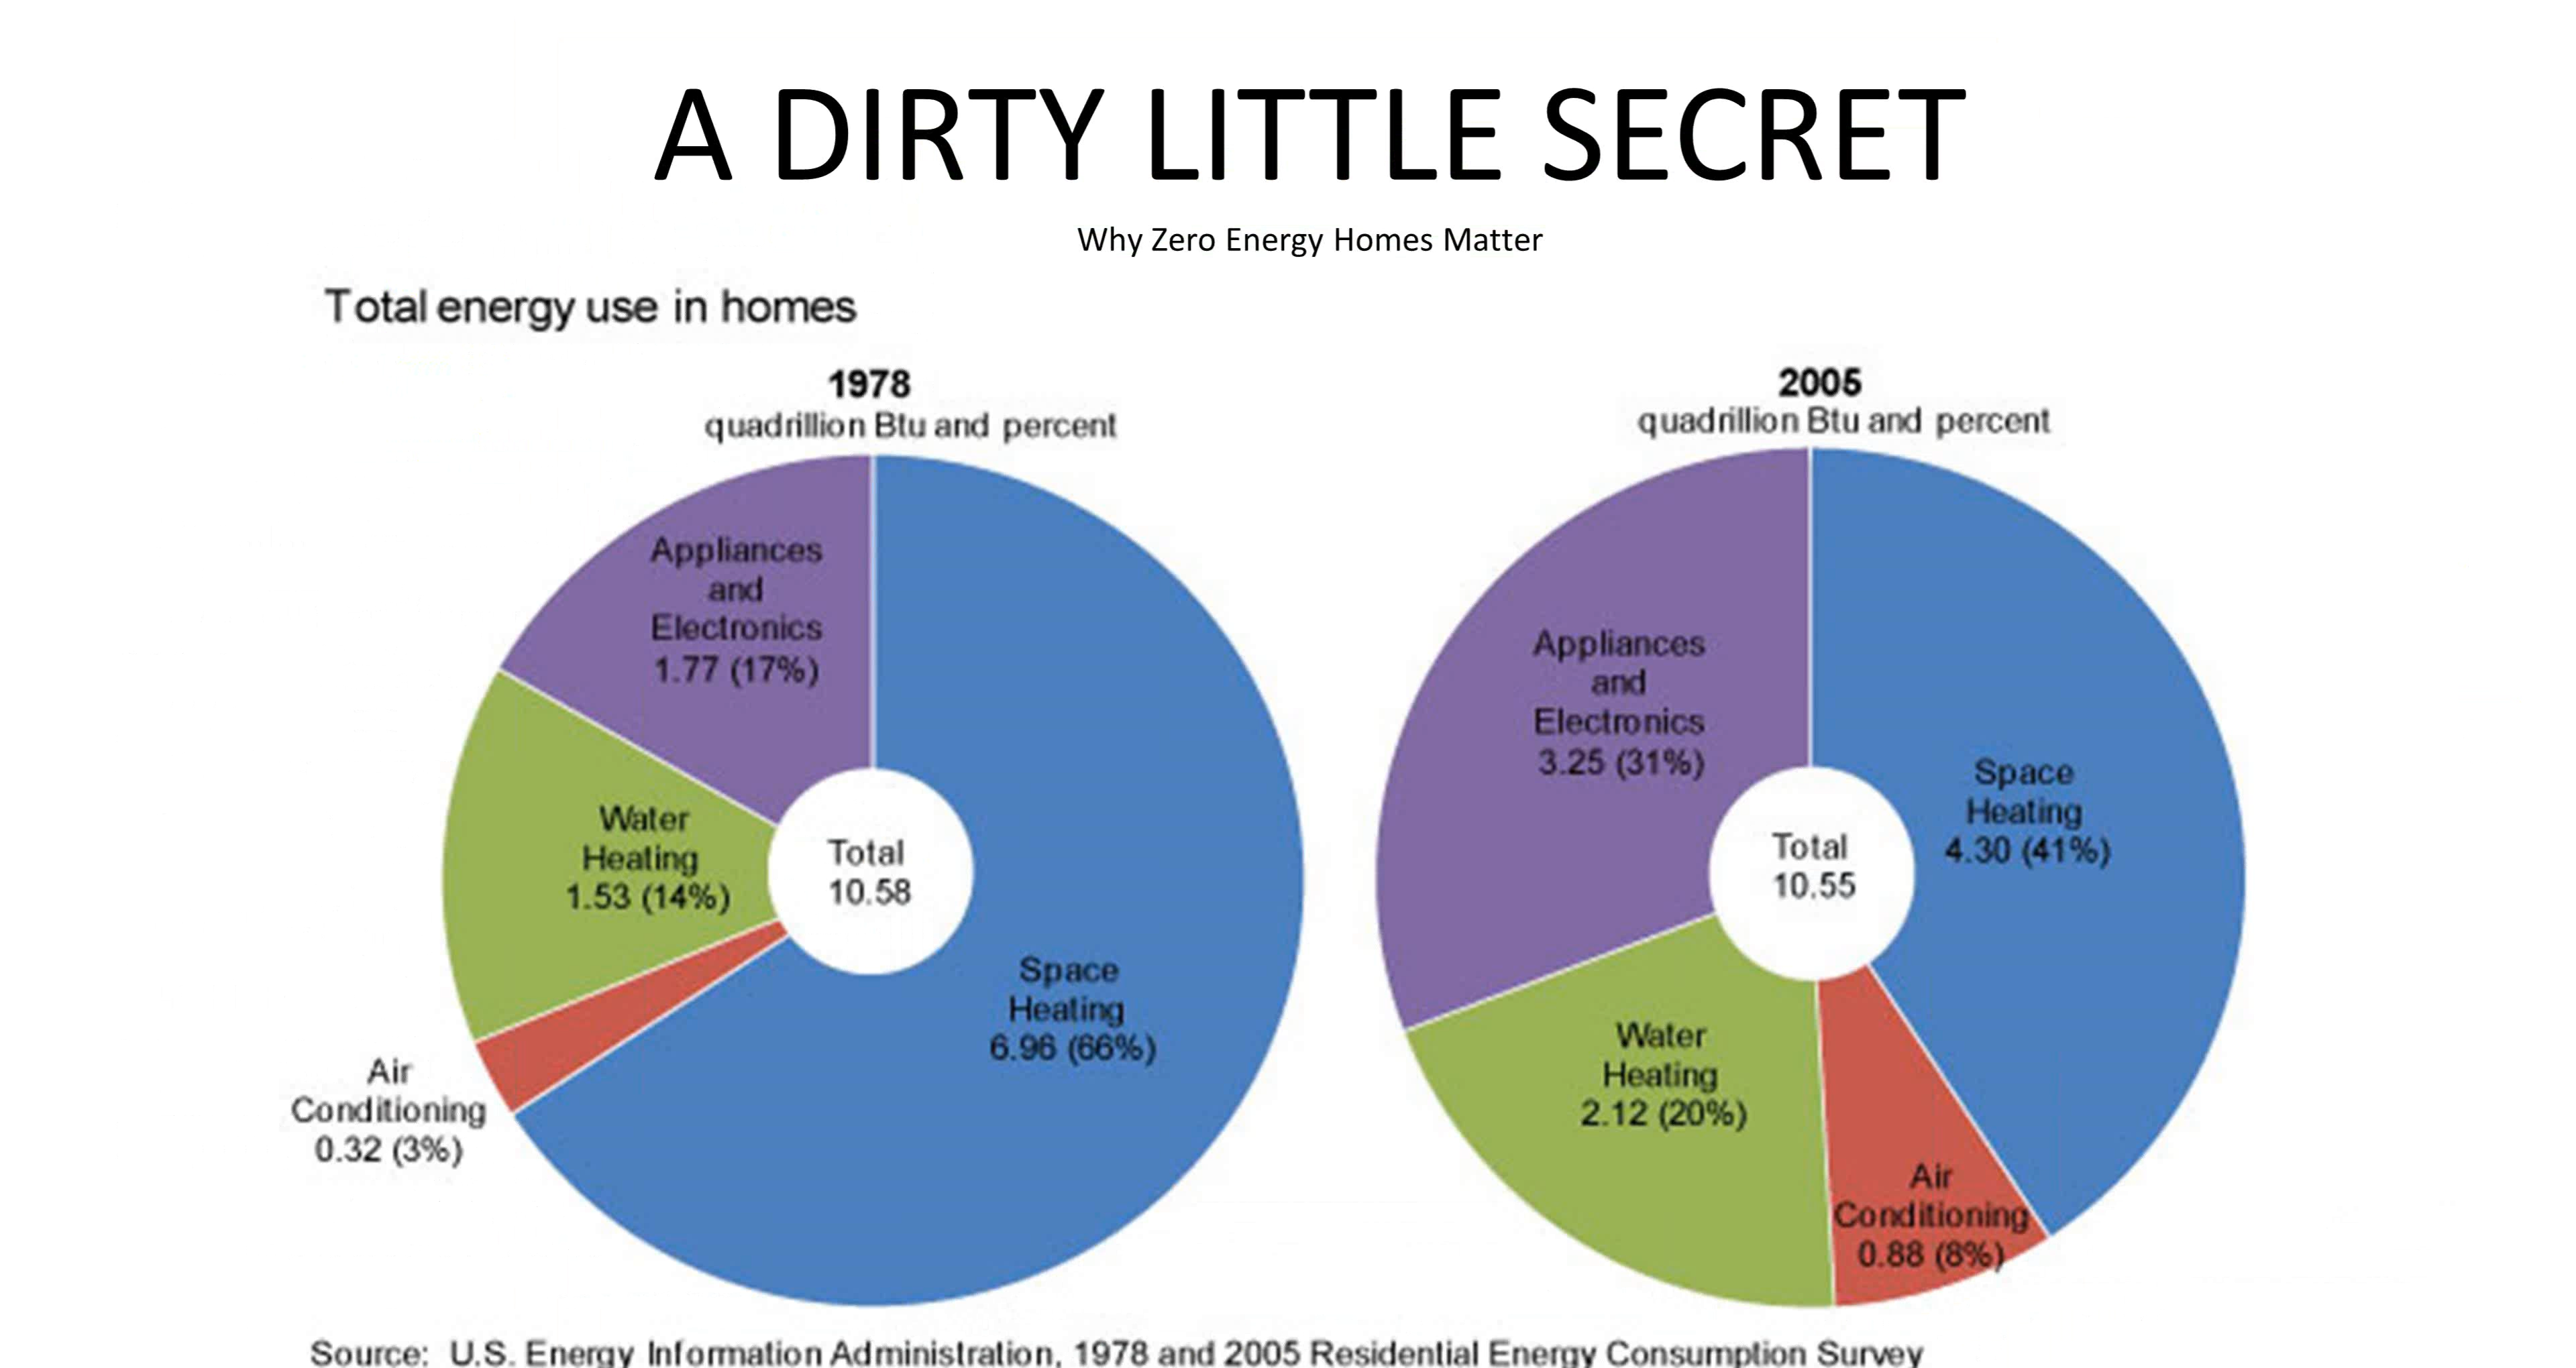 A DIRTY LITTLE SECRET
Why Zero Energy Homes Matter
Total energy use in homes
1978
quadrillion Btu and percent
Appliances
and
Electronics
1.77 (17%)
Water
Heating
1.53 (14%)
Total
10.58
Space
Heating
6.96 (66%)
Air
Conditioning
0.32 (3%)
2005
quadrillion Btu and percent
Appliances
and
Electronics
3.25 (31%)
Space
Heating
4.30 (41%)
Total
10.55
Water
Heating
2.12 (20%)
Air
Conditioning
0.88 (8%)
Source: U.S. Energy Information Administration, 1978 and 2005 Residential Energy Consumption Survey